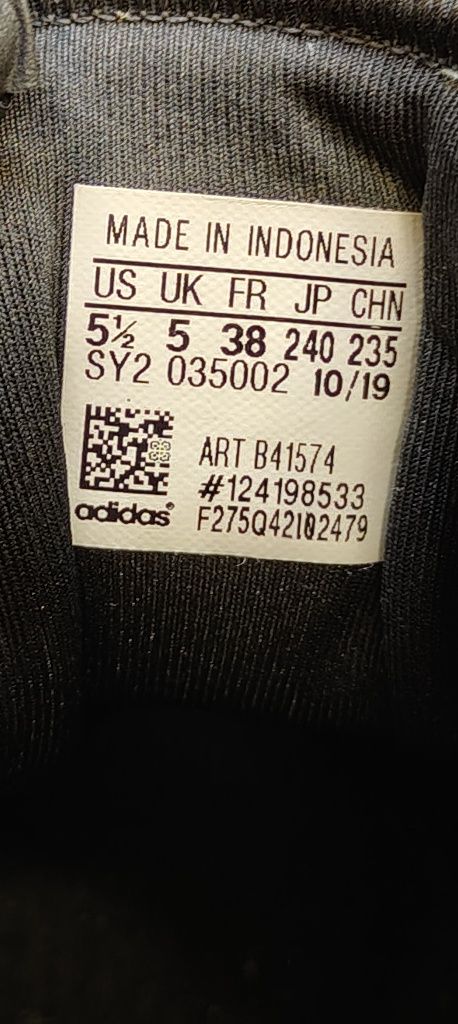 MADE IN INDONESIA
US UK FR JP CHN
5½ 5 38 240 235
SY2 035002 10/19
ART B41574
#124198533
adidas®
F275Q42I02479